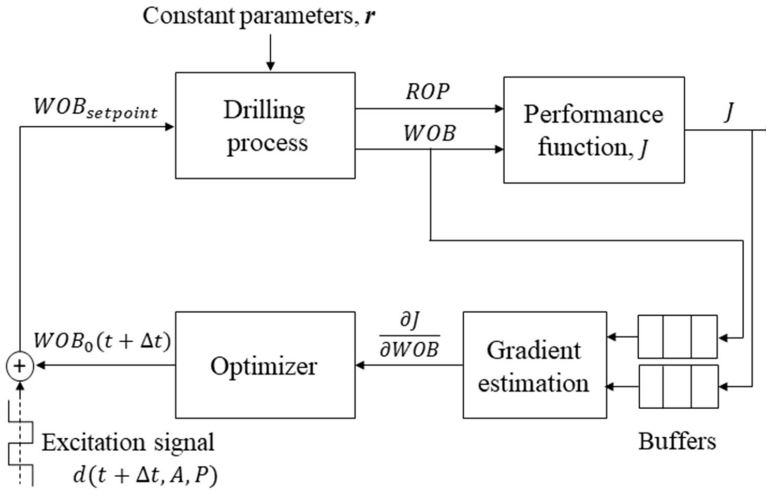 Constant parameters, r
WOB_setpoint
Drilling
process
ROP
WOB
Performance
function, J
J
WOB_0(t + Δt)
Optimizer
∂J
∂WOB
Gradient
estimation
Buffers
+
Excitation signal
d(t + Δt, A, P)